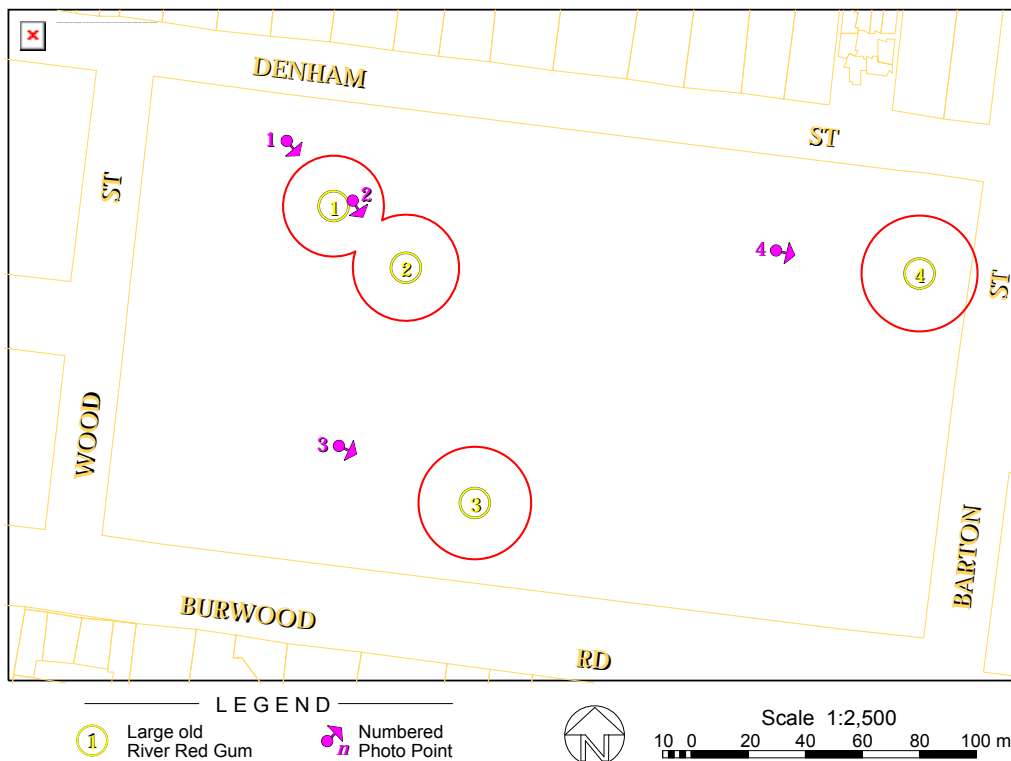 DENHAM
ST
ST
1
1
2
2
4
4
ST
WOOD
3
3
BARTON
BURWOOD
RD
LEGEND
1 Large old
River Red Gum
n Numbered
Photo Point
N
Scale 1:2,500
10 0 20 40 60 80 100 m